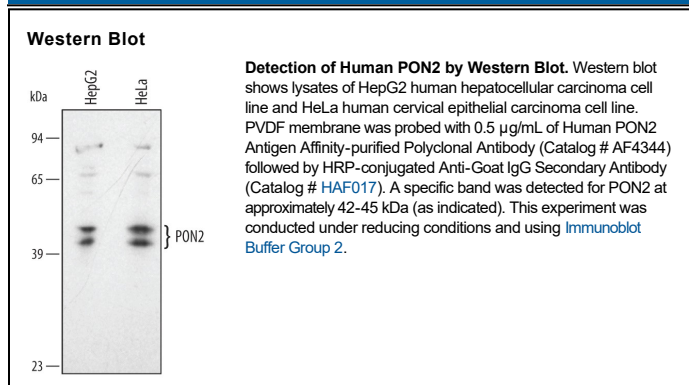 Western Blot
HepG2
HeLa
kDa
94
65
39
23
PON2
Detection of Human PON2 by Western Blot. Western blot
shows lysates of HepG2 human hepatocellular carcinoma cell
line and HeLa human cervical epithelial carcinoma cell line.
PVDF membrane was probed with 0.5 µg/mL of Human PON2
Antigen Affinity-purified Polyclonal Antibody (Catalog # AF4344)
followed by HRP-conjugated Anti-Goat IgG Secondary Antibody
(Catalog # HAF017). A specific band was detected for PON2 at
approximately 42-45 kDa (as indicated). This experiment was
conducted under reducing conditions and using Immunoblot
Buffer Group 2.